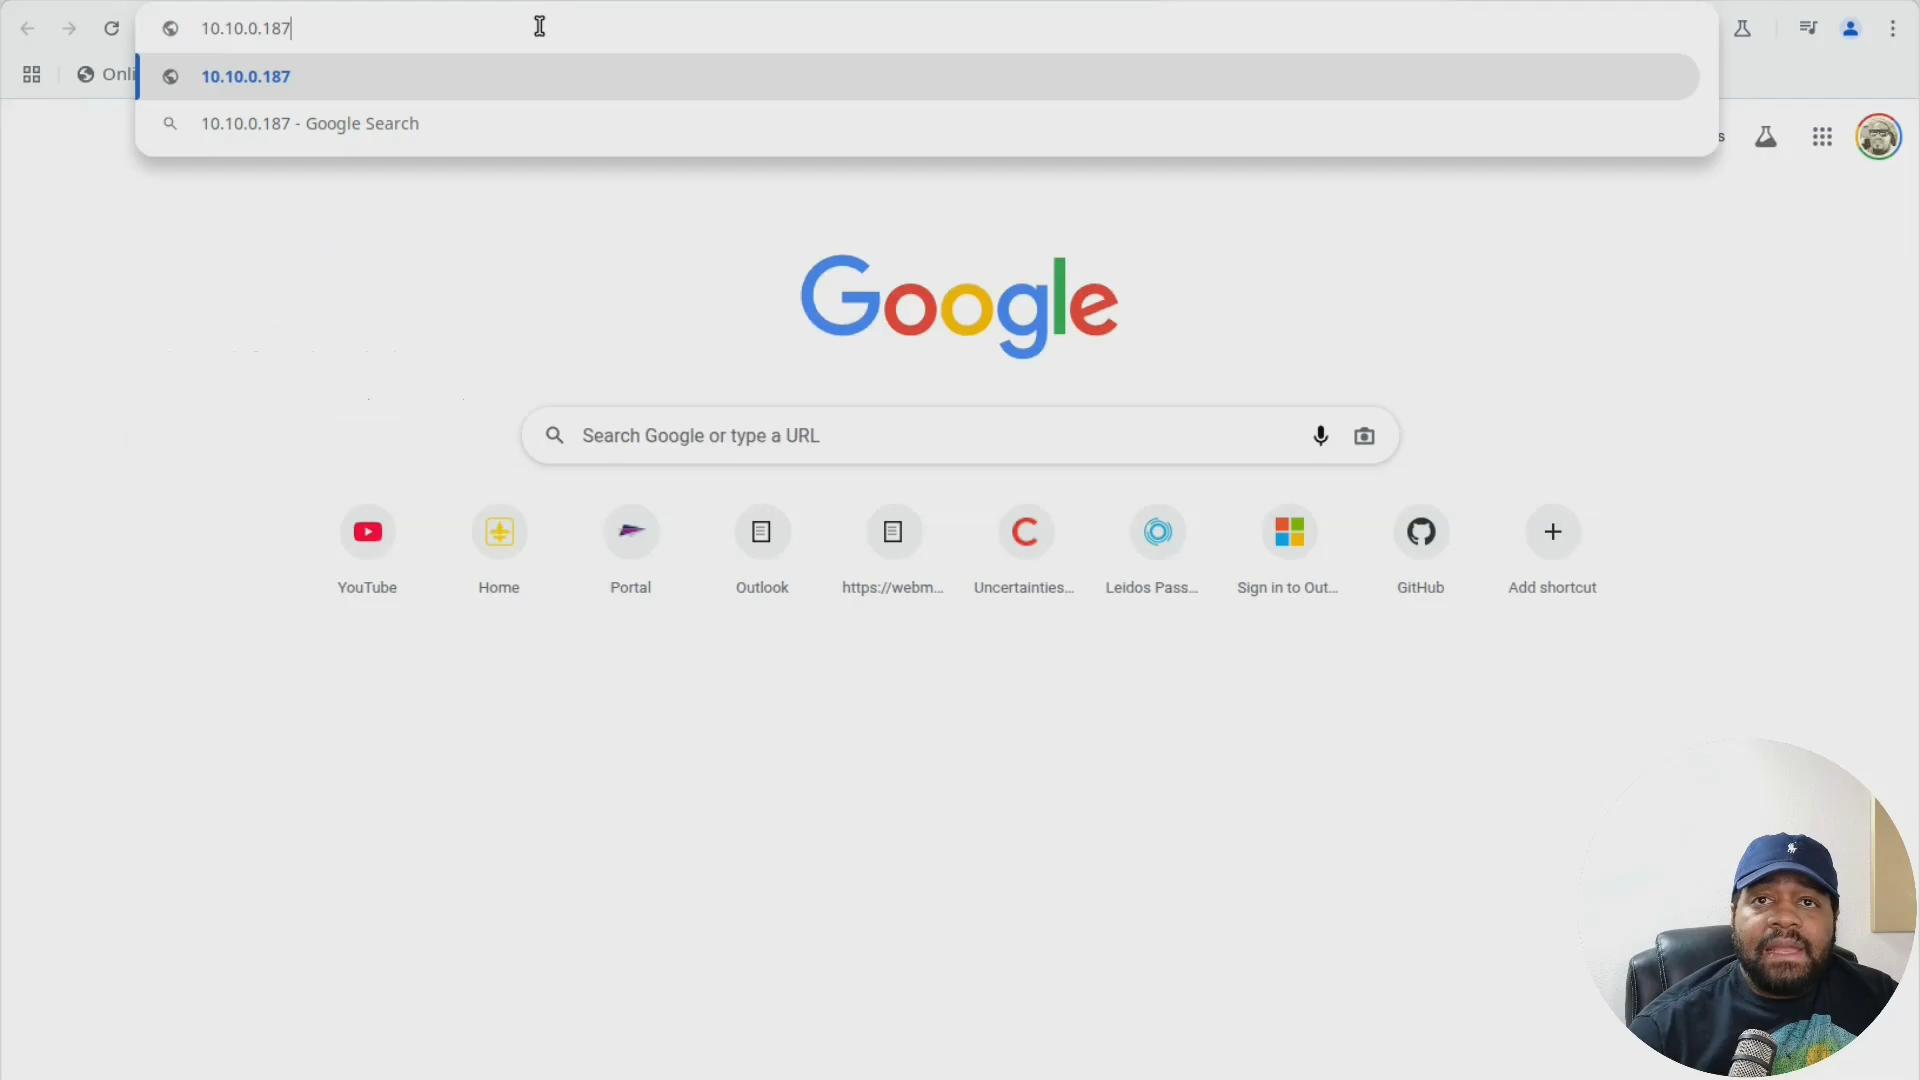 10.10.0.187
Onli
10.10.0.187
10.10.0.187 - Google Search
s
Google
Search Google or type a URL
YouTube
Home
Portal
Outlook
https://webm...
Uncertainties...
Leidos Pass...
Sign in to Out...
GitHub
Add shortcut